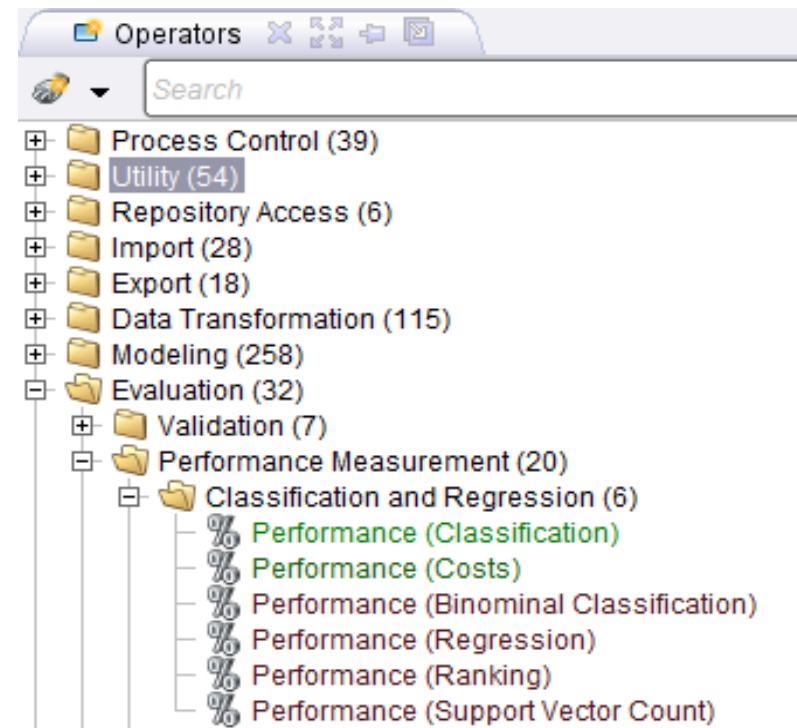 Operators
Search
Process Control (39)
Utility (54)
Repository Access (6)
Import (28)
Export (18)
Data Transformation (115)
Modeling (258)
Evaluation (32)
Validation (7)
Performance Measurement (20)
Classification and Regression (6)
Performance (Classification)
Performance (Costs)
Performance (Binominal Classification)
Performance (Regression)
Performance (Ranking)
Performance (Support Vector Count)